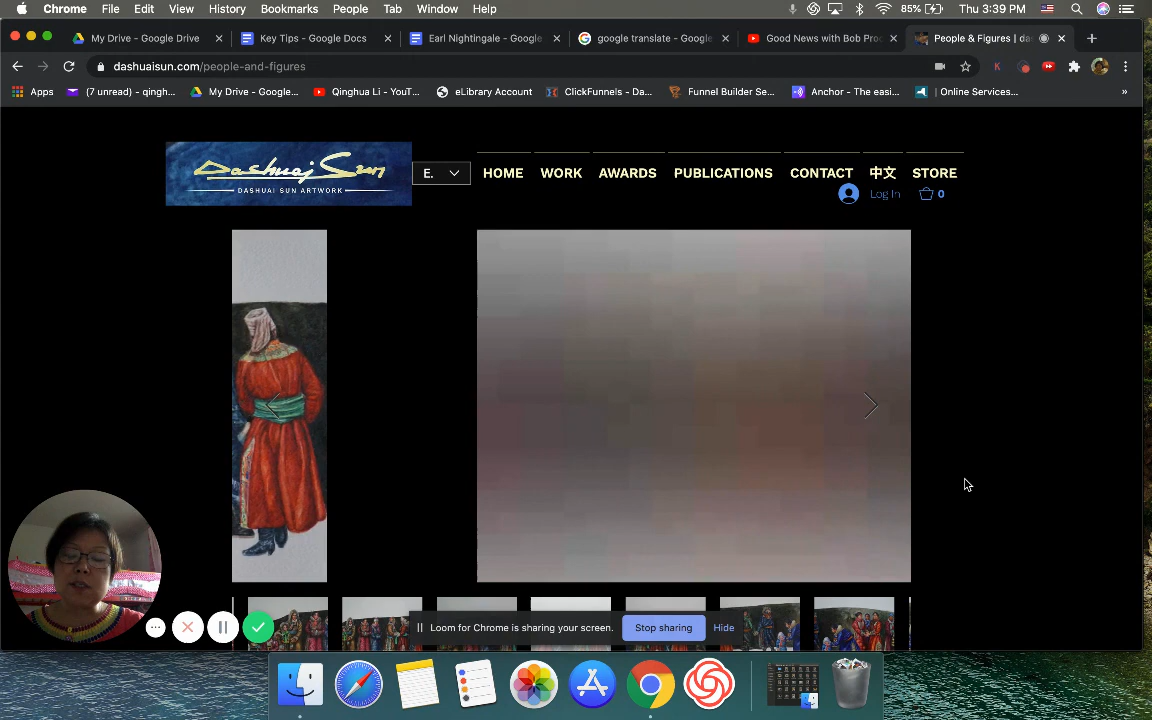 Chrome File Edit View History Bookmarks People Tab Window Help 85% Thu 3:39 PM
My Drive - Google Drive Key Tips - Google Docs Earl Nightingale - Google google translate - Google Good News with Bob Pro People & Figures | da
dashuaisun.com/people-and-figures
Apps (7 unread) - qingh... My Drive - Google... Qinghua Li - YouT... eLibrary Account ClickFunnels - Da... Funnel Builder Se... Anchor - The easi... | Online Services... »
Dashuai Sun
DASHUAI SUN ARTWORK
E.
HOME WORK AWARDS PUBLICATIONS CONTACT 中文 STORE
Log In 0
Loom for Chrome is sharing your screen. Stop sharing Hide